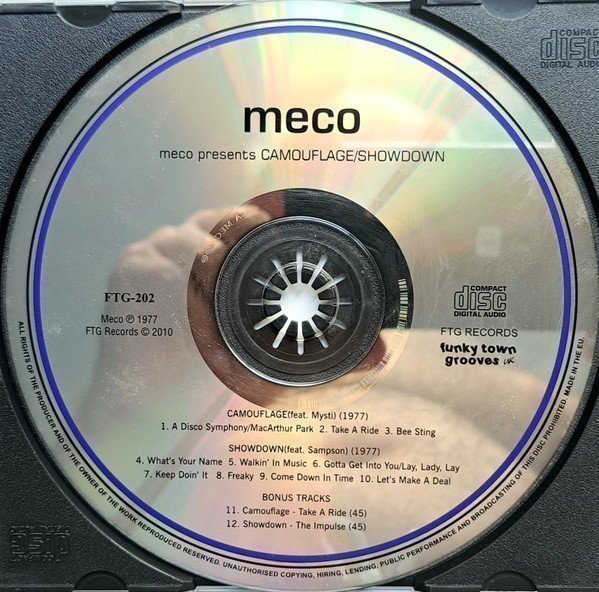 COMPACT
disc
DIGITAL AUDIO
meco
meco presents CAMOUFLAGE/SHOWDOWN
FTG-202
Meco ℗ 1977
FTG Records © 2010
COMPACT
disc
DIGITAL AUDIO
FTG RECORDS
funky town
grooves UK
CAMOUFLAGE(feat. Mysti) (1977)
1. A Disco Symphony/MacArthur Park 2. Take A Ride 3. Bee Sting
SHOWDOWN(feat. Sampson) (1977)
4. What's Your Name 5. Walkin' In Music 6. Gotta Get Into You/Lay, Lady, Lay
7. Keep Doin' It 8. Freaky 9. Come Down In Time 10. Let's Make A Deal
BONUS TRACKS
11. Camouflage - Take A Ride (45)
12. Showdown - The Impulse (45)
ALL RIGHTS OF THE PRODUCER AND OF THE OWNER OF THE WORK REPRODUCED RESERVED. UNAUTHORISED COPYING, HIRING, LENDING, PUBLIC PERFORMANCE AND BROADCASTING OF THIS DISC PROHIBITED. MADE IN THE EU.
disc